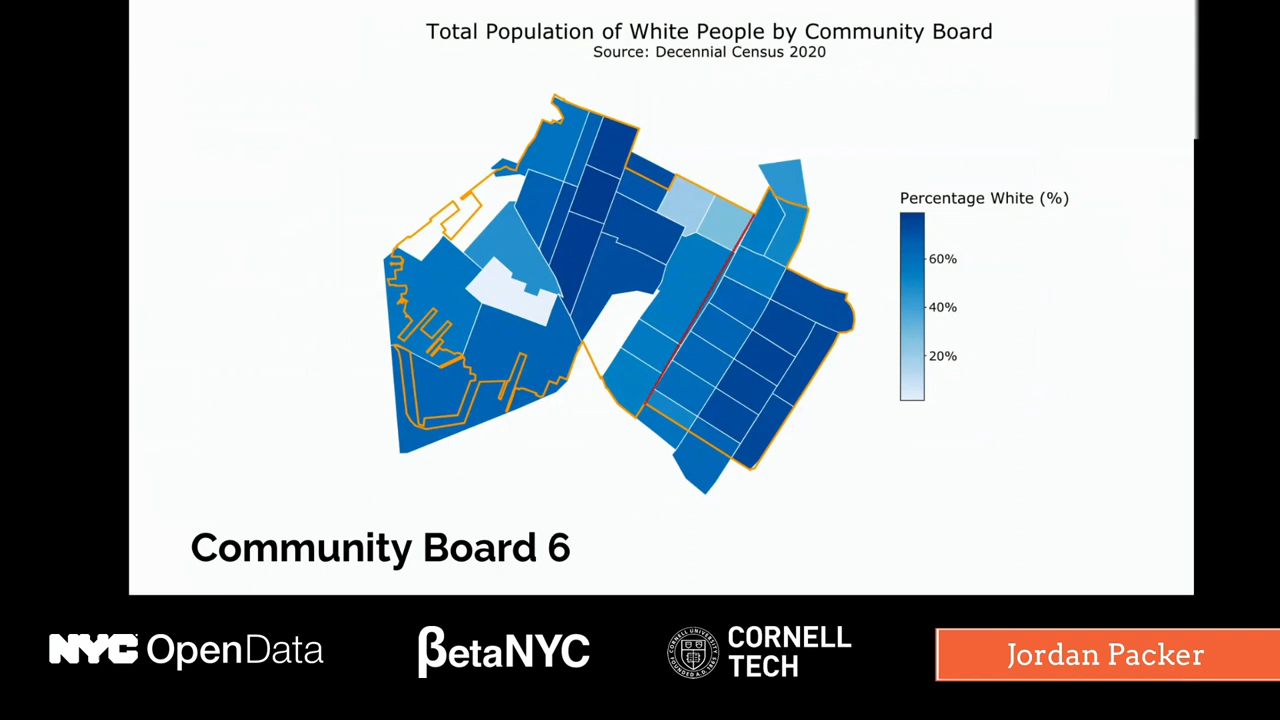 Total Population of White People by Community Board
Source: Decennial Census 2020
Percentage White (%)
60%
40%
20%
Community Board 6
NYC OpenData
βetaNYC
CORNELL
TECH
Jordan Packer